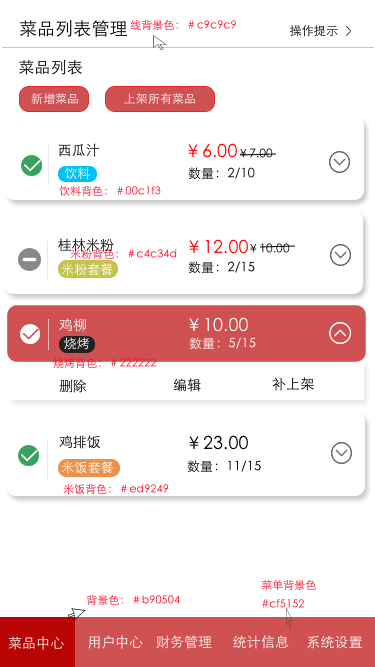 菜品列表管理 线背景色：＃c9c9c9
操作提示
菜品列表
新增菜品 上架所有菜品
西瓜汁 ￥6.00 ￥7.00
饮料 数量：2/10
饮料背色：＃00c1f3
桂林米粉 ￥12.00 ￥10.00
米粉背色：＃c4c34d
米粉套餐 数量：2/15
鸡柳 ￥10.00
烧烤 数量：5/15
烧烤背色：＃222222
删除 编辑 补上架
鸡排饭 ￥23.00
米饭套餐 数量：11/15
米饭背色：＃ed9249
背景色：＃b90504
菜单背景色
#cf5152
菜品中心 用户中心 财务管理 统计信息 系统设置